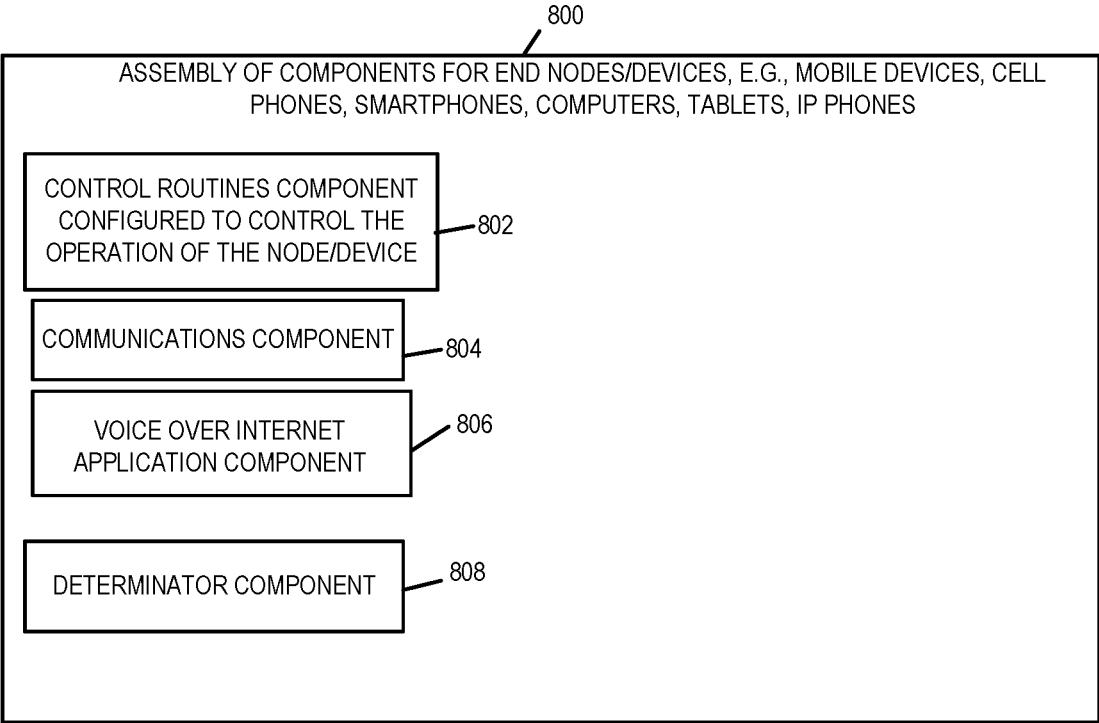 800
ASSEMBLY OF COMPONENTS FOR END NODES/DEVICES, E.G., MOBILE DEVICES, CELL
PHONES, SMARTPHONES, COMPUTERS, TABLETS, IP PHONES
CONTROL ROUTINES COMPONENT
CONFIGURED TO CONTROL THE
OPERATION OF THE NODE/DEVICE
802
COMMUNICATIONS COMPONENT
804
VOICE OVER INTERNET
APPLICATION COMPONENT
806
DETERMINATOR COMPONENT
808